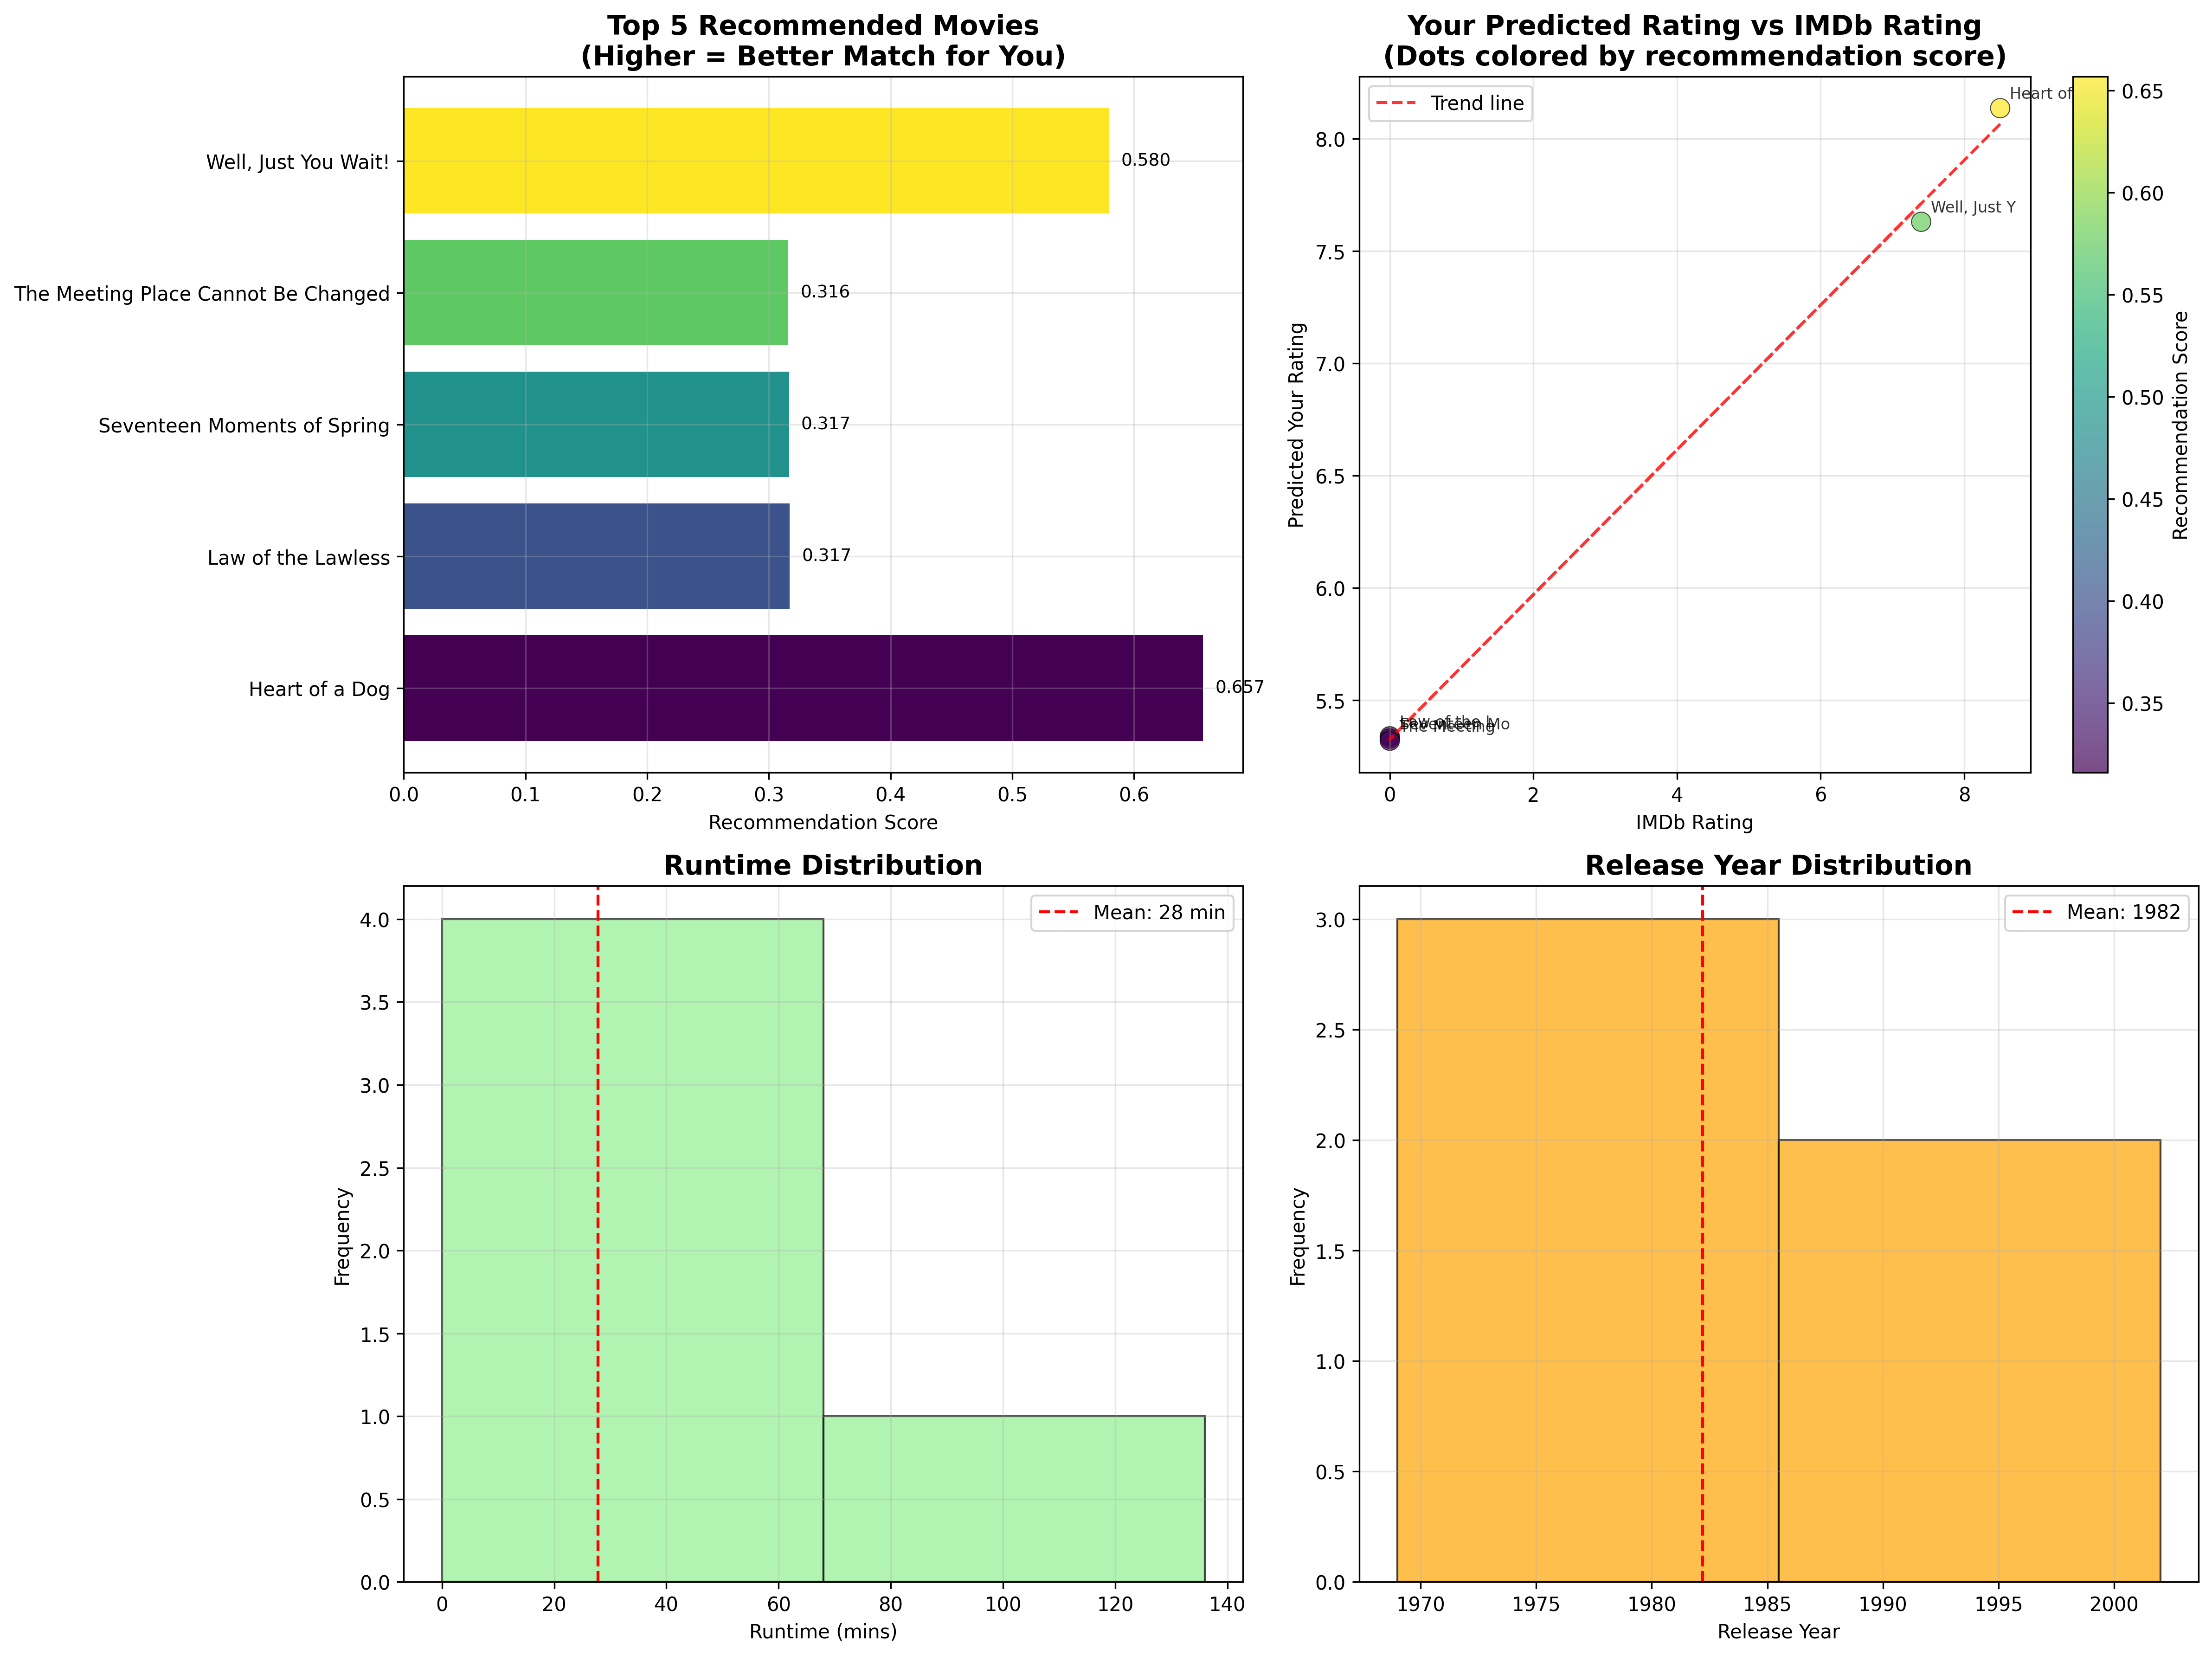 Top 5 Recommended Movies
(Higher = Better Match for You)
Well, Just You Wait!
0.580
The Meeting Place Cannot Be Changed
0.316
Seventeen Moments of Spring
0.317
Law of the Lawless
0.317
Heart of a Dog
0.657
0.0 0.1 0.2 0.3 0.4 0.5 0.6
Recommendation Score
Your Predicted Rating vs IMDb Rating
(Dots colored by recommendation score)
Trend line
Heart of
Well, Just Y
Law of the L
Seventeen Mo
The Meeting
8.0
7.5
7.0
6.5
6.0
5.5
Predicted Your Rating
0 2 4 6 8
IMDb Rating
0.65
0.60
0.55
0.50
0.45
0.40
0.35
Recommendation Score
Runtime Distribution
Mean: 28 min
4.0
3.5
3.0
2.5
2.0
1.5
1.0
0.5
0.0
Frequency
0 20 40 60 80 100 120 140
Runtime (mins)
Release Year Distribution
Mean: 1982
3.0
2.5
2.0
1.5
1.0
0.5
0.0
Frequency
1970 1975 1980 1985 1990 1995 2000
Release Year